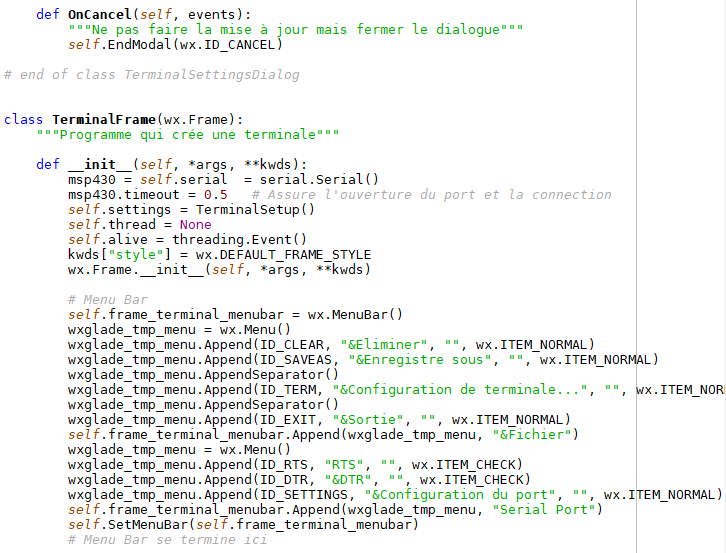 def OnCancel(self, events):
        """Ne pas faire la mise à jour mais fermer le dialogue"""
        self.EndModal(wx.ID_CANCEL)

# end of class TerminalSettingsDialog


class TerminalFrame(wx.Frame):
    """Programme qui crée une terminale"""

    def __init__(self, *args, **kwds):
        msp430 = self.serial  = serial.Serial()
        msp430.timeout = 0.5   # Assure l'ouverture du port et la connection
        self.settings = TerminalSetup()
        self.thread = None
        self.alive = threading.Event()
        kwds["style"] = wx.DEFAULT_FRAME_STYLE
        wx.Frame.__init__(self, *args, **kwds)

        # Menu Bar
        self.frame_terminal_menubar = wx.MenuBar()
        wxglade_tmp_menu = wx.Menu()
        wxglade_tmp_menu.Append(ID_CLEAR, "&Eliminer", "", wx.ITEM_NORMAL)
        wxglade_tmp_menu.Append(ID_SAVEAS, "&Enregistre sous", "", wx.ITEM_NORMAL)
        wxglade_tmp_menu.AppendSeparator()
        wxglade_tmp_menu.Append(ID_TERM, "&Configuration de terminale...", "", wx.ITEM_NOR
        wxglade_tmp_menu.AppendSeparator()
        wxglade_tmp_menu.Append(ID_EXIT, "&Sortie", "", wx.ITEM_NORMAL)
        self.frame_terminal_menubar.Append(wxglade_tmp_menu, "&Fichier")
        wxglade_tmp_menu = wx.Menu()
        wxglade_tmp_menu.Append(ID_RTS, "RTS", "", wx.ITEM_CHECK)
        wxglade_tmp_menu.Append(ID_DTR, "&DTR", "", wx.ITEM_CHECK)
        wxglade_tmp_menu.Append(ID_SETTINGS, "&Configuration du port", "", wx.ITEM_NORMAL)
        self.frame_terminal_menubar.Append(wxglade_tmp_menu, "Serial Port")
        self.SetMenuBar(self.frame_terminal_menubar)
        # Menu Bar se termine ici